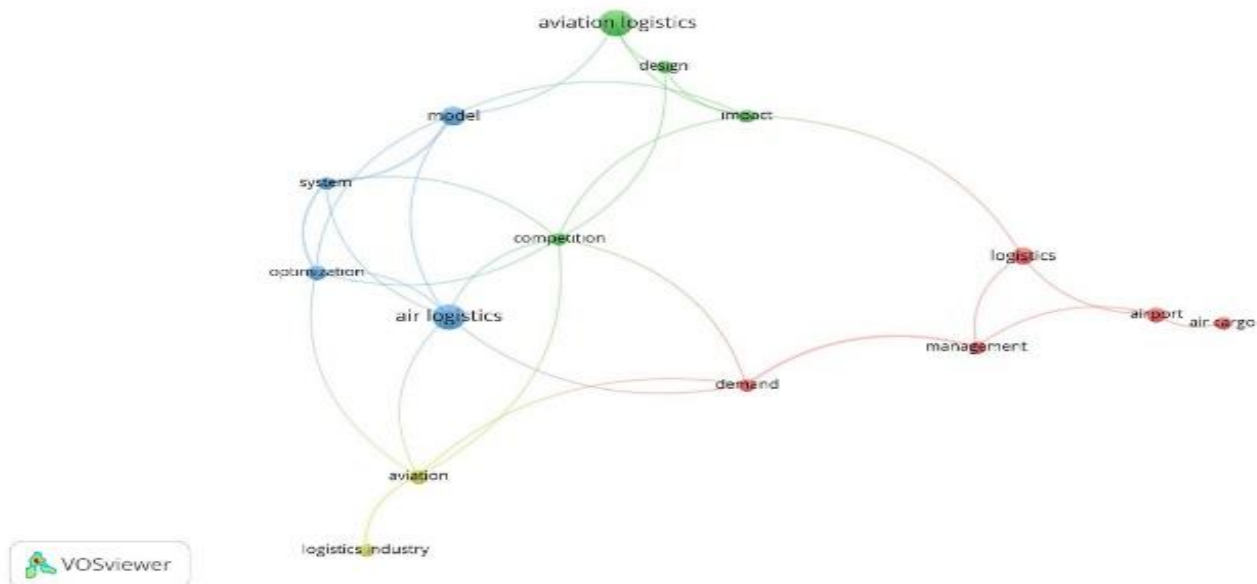 aviation logistics
design
model
impact
system
competition
logistics
optimization
air logistics
airport
air cargo
management
demand
aviation
logistics industry
VOSviewer